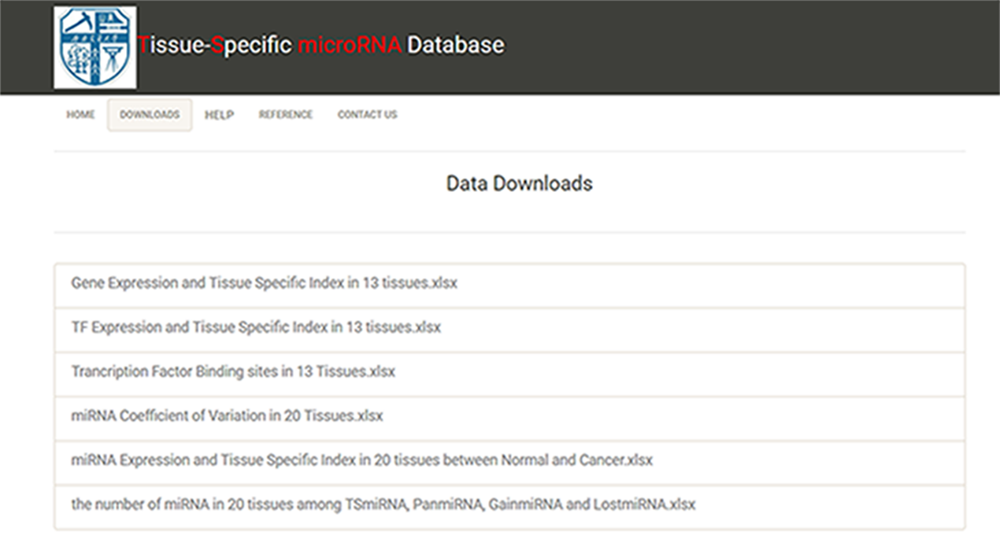 Tissue-Specific microRNA Database
HOME DOWNLOADS HELP REFERENCE CONTACT US
Data Downloads
Gene Expression and Tissue Specific Index in 13 tissues.xlsx
TF Expression and Tissue Specific Index in 13 tissues.xlsx
Trancription Factor Binding sites in 13 Tissues.xlsx
miRNA Coefficient of Variation in 20 Tissues.xlsx
miRNA Expression and Tissue Specific Index in 20 tissues between Normal and Cancer.xlsx
the number of miRNA in 20 tissues among TSmiRNA, PanmiRNA, GainmiRNA and LostmiRNA.xlsx